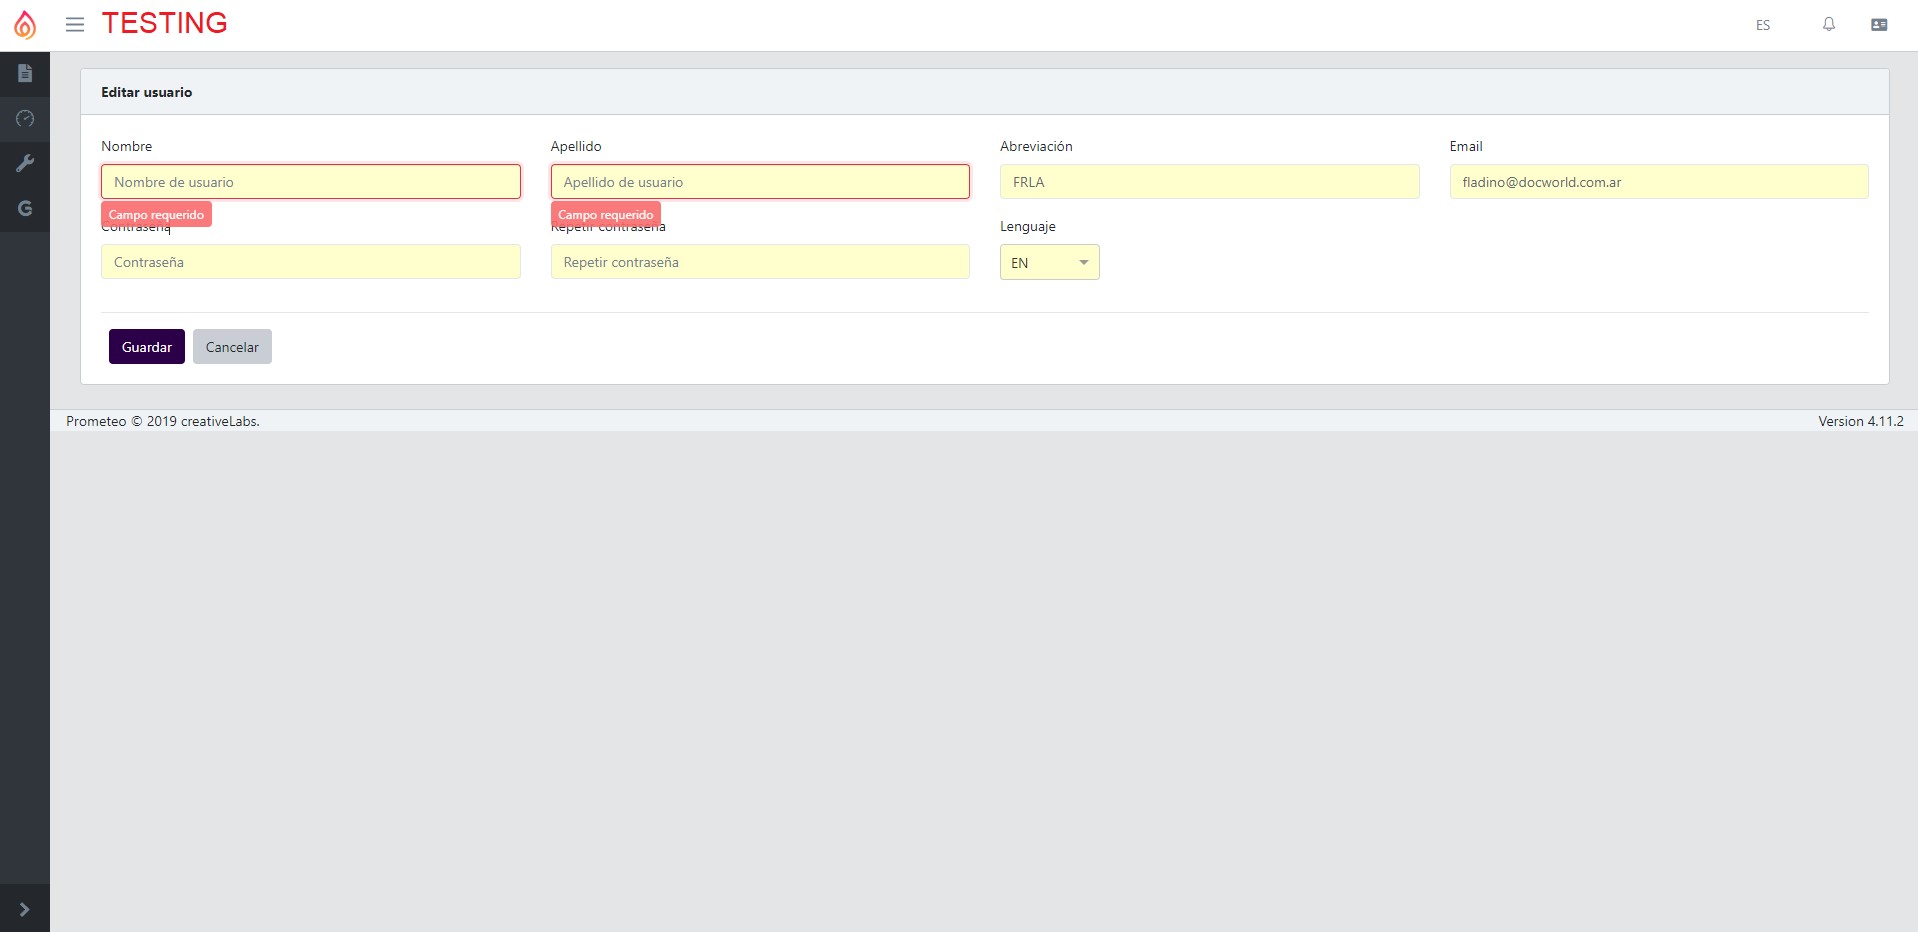 TESTING
ES
Editar usuario
Nombre
Apellido
Abreviación
Email
Nombre de usuario
Apellido de usuario
FRLA
fladino@docworld.com.ar
Campo requerido
Campo requerido
Contraseña
Repetir contraseña
Lenguaje
Contraseña
Repetir contraseña
EN
Guardar
Cancelar
Prometeo © 2019 creativeLabs.
Version 4.11.2